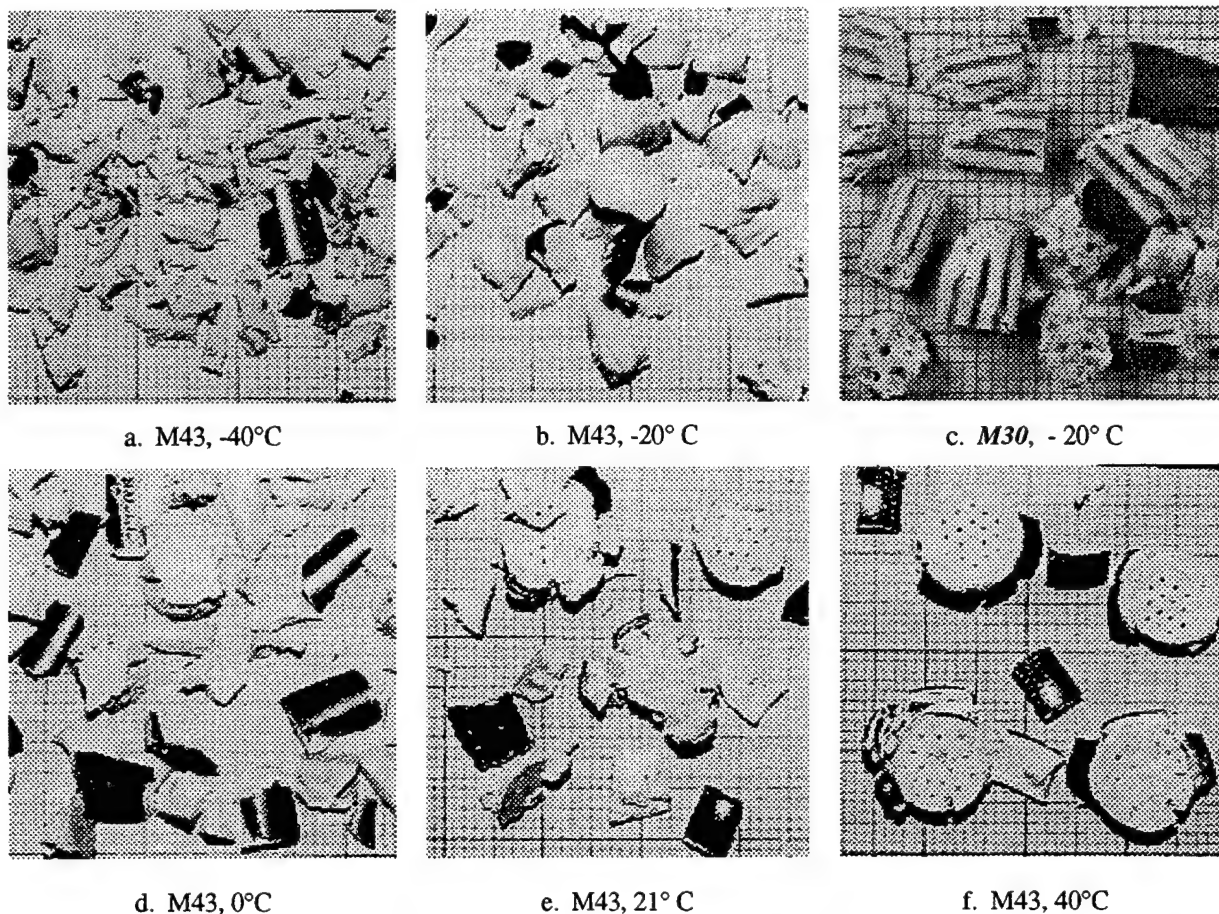 a. M43, -40°C
b. M43, -20° C
c. M30, - 20° C
d. M43, 0°C
e. M43, 21° C
f. M43, 40°C